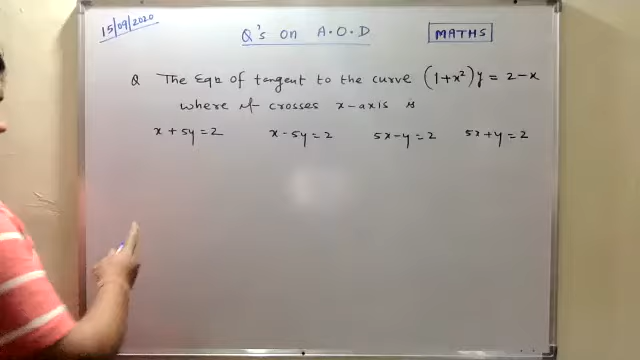 15/09/2020
Q's on A.O.D
MATHS
Q The Eqn of tangent to the curve (1+x²)y = 2-x
where it crosses x-axis is
x + 5y = 2 x - 5y = 2 5x - y = 2 5x + y = 2